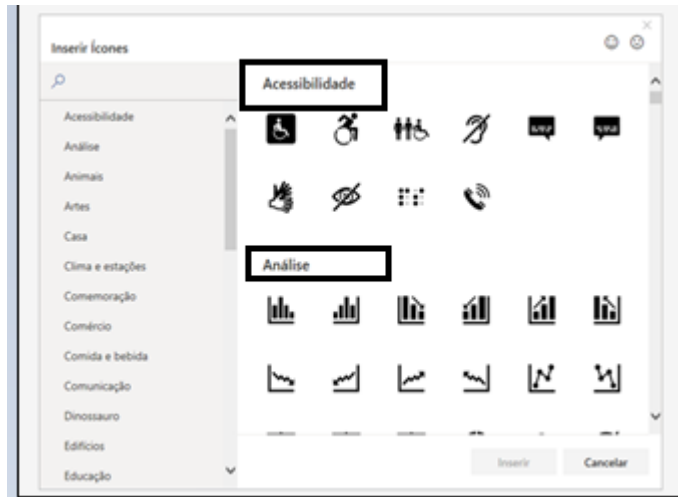 Inserir Ícones
Acessibilidade
Análise
Animais
Artes
Casa
Clima e estações
Comemoração
Comércio
Comida e bebida
Comunicação
Dinossauro
Edifícios
Educação
Acessibilidade
Análise
Inserir
Cancelar